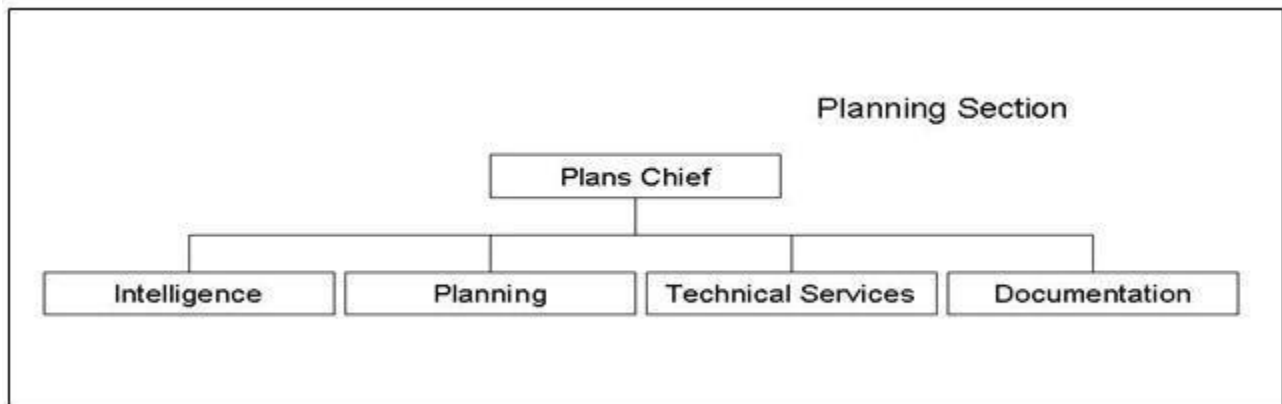 Planning Section
Plans Chief
Intelligence
Planning
Technical Services
Documentation